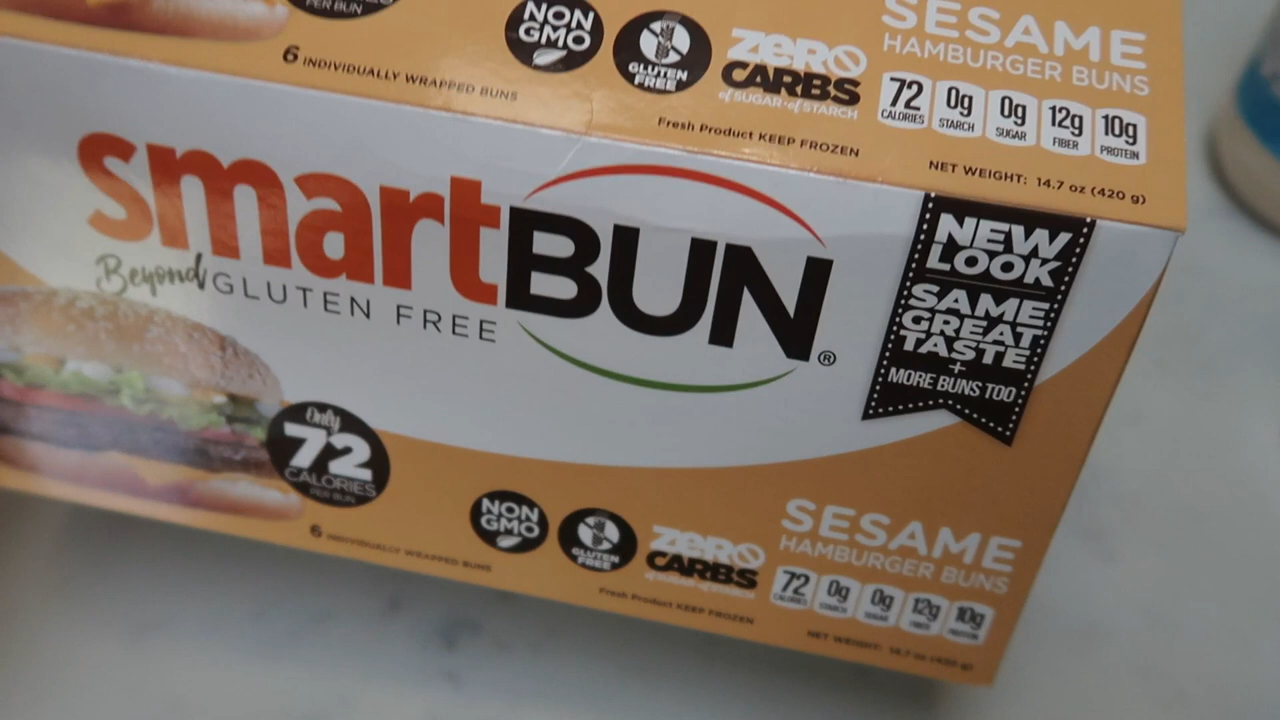 PER BUN
6 INDIVIDUALLY WRAPPED BUNS
NON
GMO
GLUTEN
FREE
ZERO
CARBS
of SUGAR · of STARCH
Fresh Product KEEP FROZEN
SESAME
HAMBURGER BUNS
72
CALORIES
0g
STARCH
0g
SUGAR
12g
FIBER
10g
PROTEIN
NET WEIGHT: 14.7 oz (420 g)
smartBUN®
Beyond GLUTEN FREE
NEW
LOOK
SAME
GREAT
TASTE
+
MORE BUNS TOO
Only
72
CALORIES
PER BUN
6 INDIVIDUALLY WRAPPED BUNS
NON
GMO
GLUTEN
FREE
ZERO
CARBS
of SUGAR · of STARCH
Fresh Product KEEP FROZEN
SESAME
HAMBURGER BUNS
72
CALORIES
0g
STARCH
0g
SUGAR
12g
FIBER
10g
PROTEIN
NET WEIGHT: 14.7 oz (420 g)